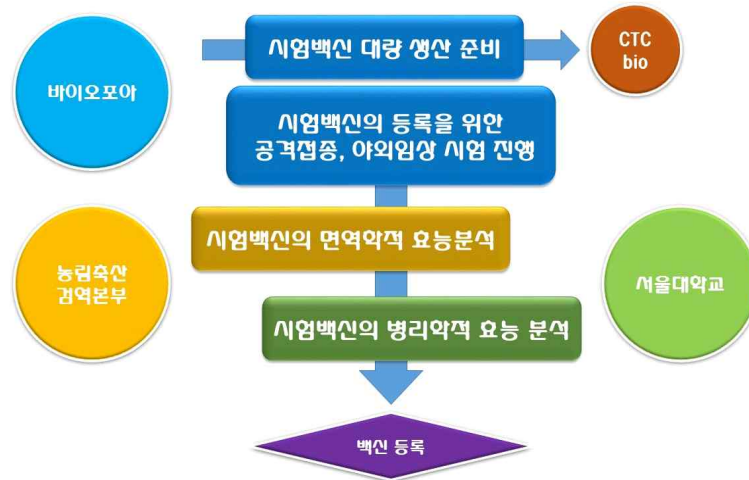 바이오포아
시험백신 대량 생산 준비
CTC
bio
시험백신의 등록을 위한
공격접종, 야외임상 시험 진행
시험백신의 면역학적 효능분석
농림축산
검역본부
서울대학교
시험백신의 병리학적 효능 분석
백신 등록